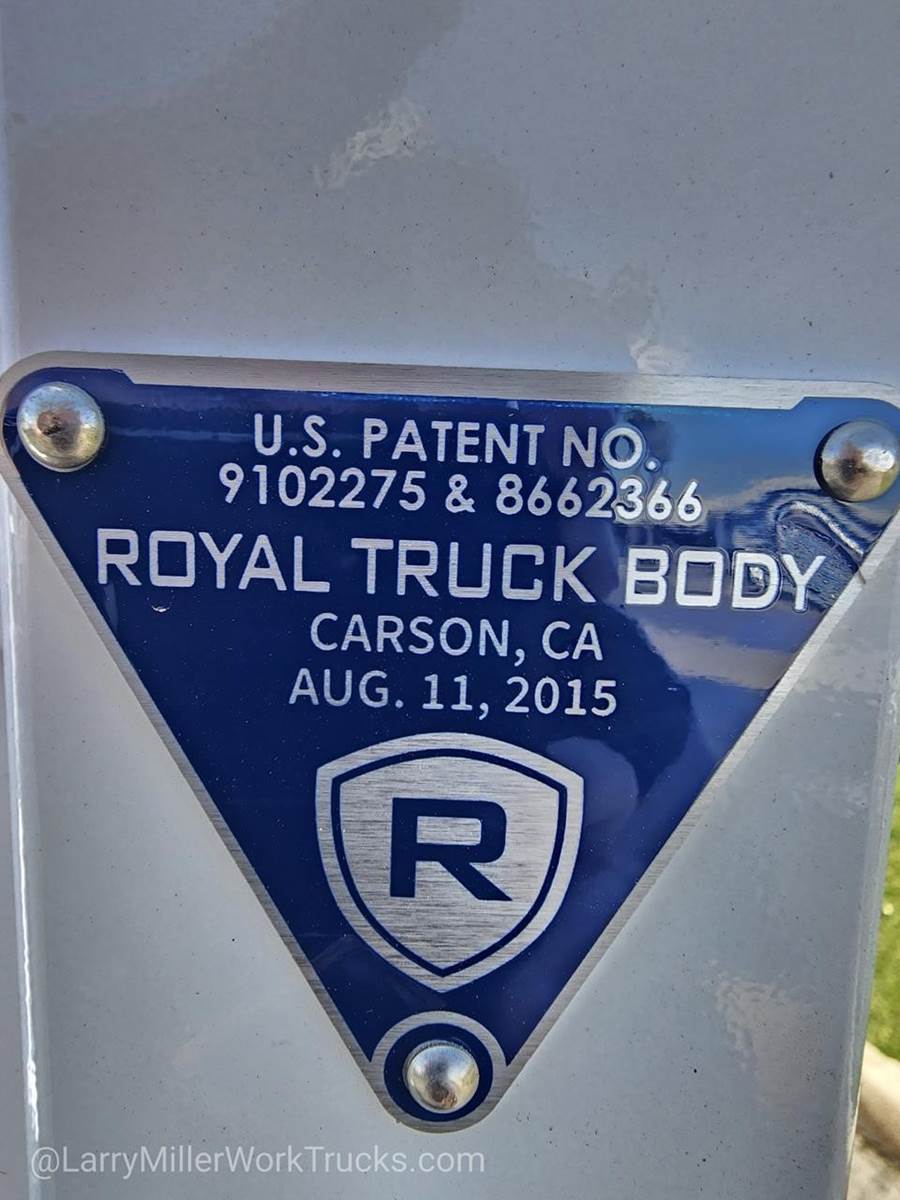 U.S. PATENT NO.
9102275 & 8662366
ROYAL TRUCK BODY
CARSON, CA
AUG. 11, 2015
R
@LarryMillerWorkTrucks.com